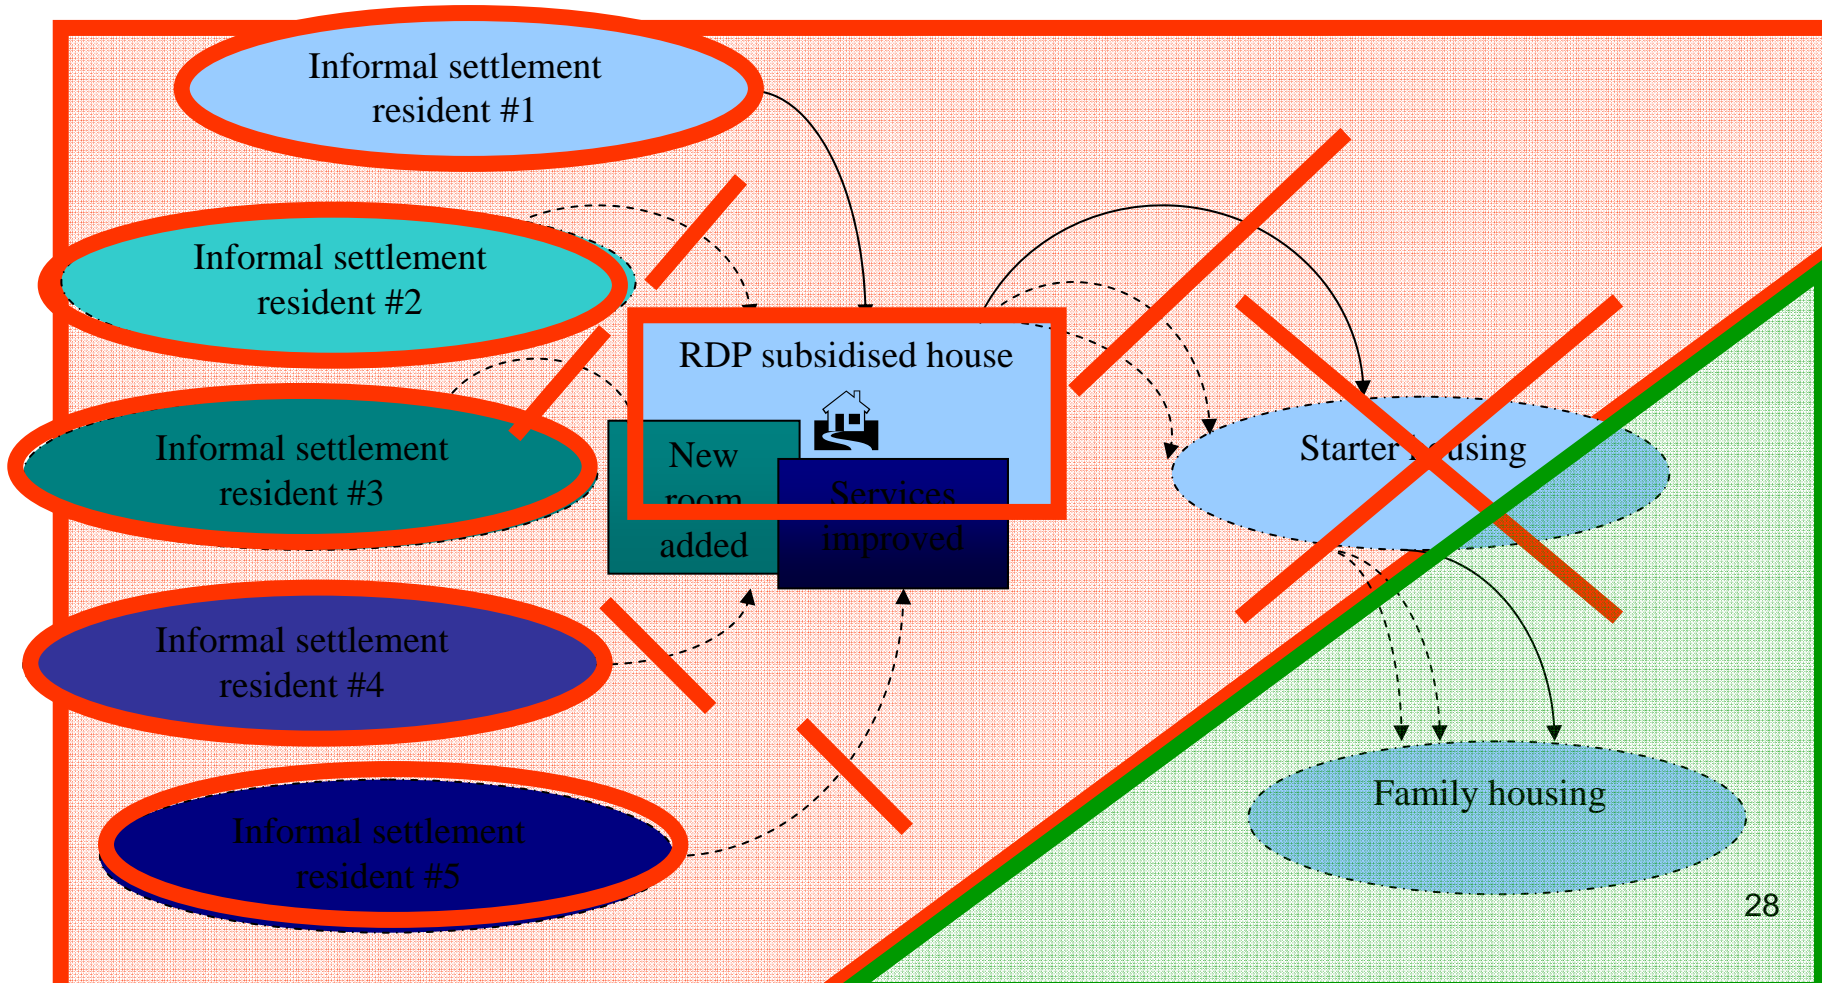 Informal settlement
resident #1
Informal settlement
resident #2
RDP subsidised house
Informal settlement
resident #3
New
room
added
Services
improved
Starter housing
Informal settlement
resident #4
Family housing
Informal settlement
resident #5
28